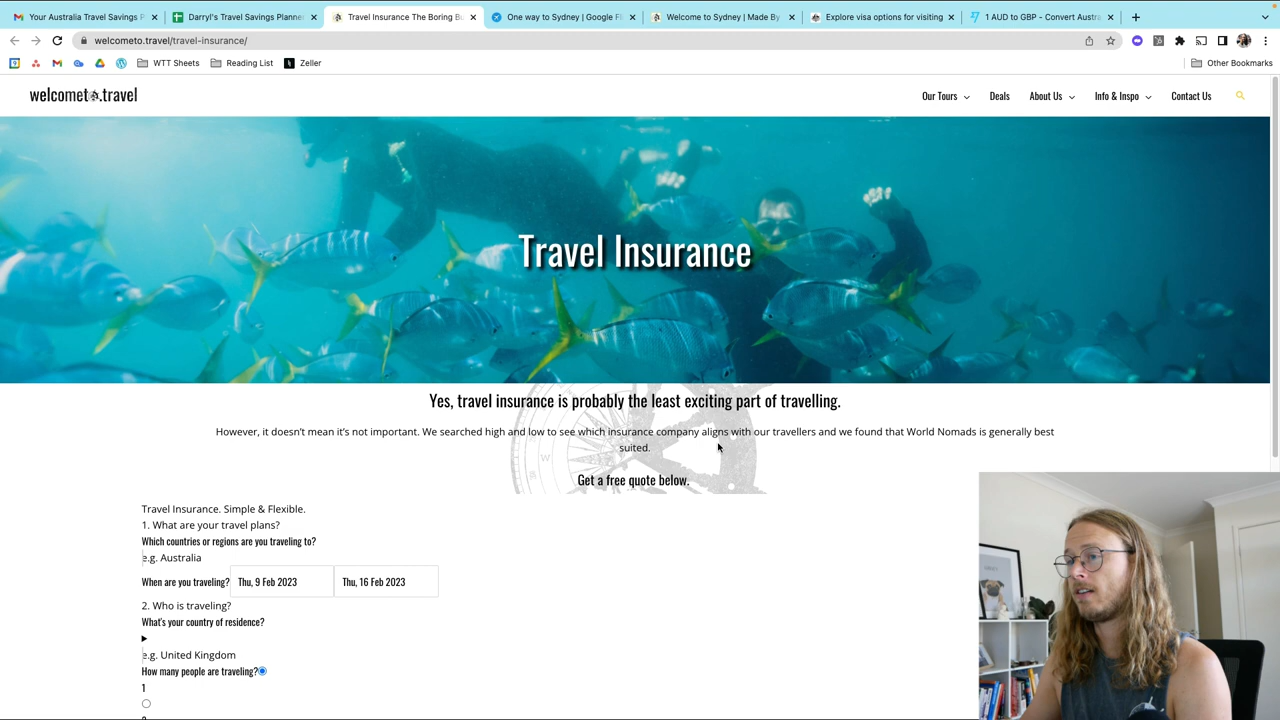 Your Australia Travel Savings P
Darryl's Travel Savings Planne
Travel Insurance The Boring B
One way to Sydney | Google F
Welcome to Sydney | Made By
Explore visa options for visiting
1 AUD to GBP - Convert Austra
welcometo.travel/travel-insurance/
WTT Sheets
Reading List
Zeller
Other Bookmarks
welcometo.travel
Our Tours
Deals
About Us
Info & Inspo
Contact Us
Travel Insurance
Yes, travel insurance is probably the least exciting part of travelling.
However, it doesn't mean it's not important. We searched high and low to see which insurance company aligns with our travellers and we found that World Nomads is generally best
suited.
Get a free quote below.
Travel Insurance. Simple & Flexible.
1. What are your travel plans?
Which countries or regions are you traveling to?
e.g. Australia
When are you traveling? Thu, 9 Feb 2023 Thu, 16 Feb 2023
2. Who is traveling?
What's your country of residence?
e.g. United Kingdom
How many people are traveling?
1